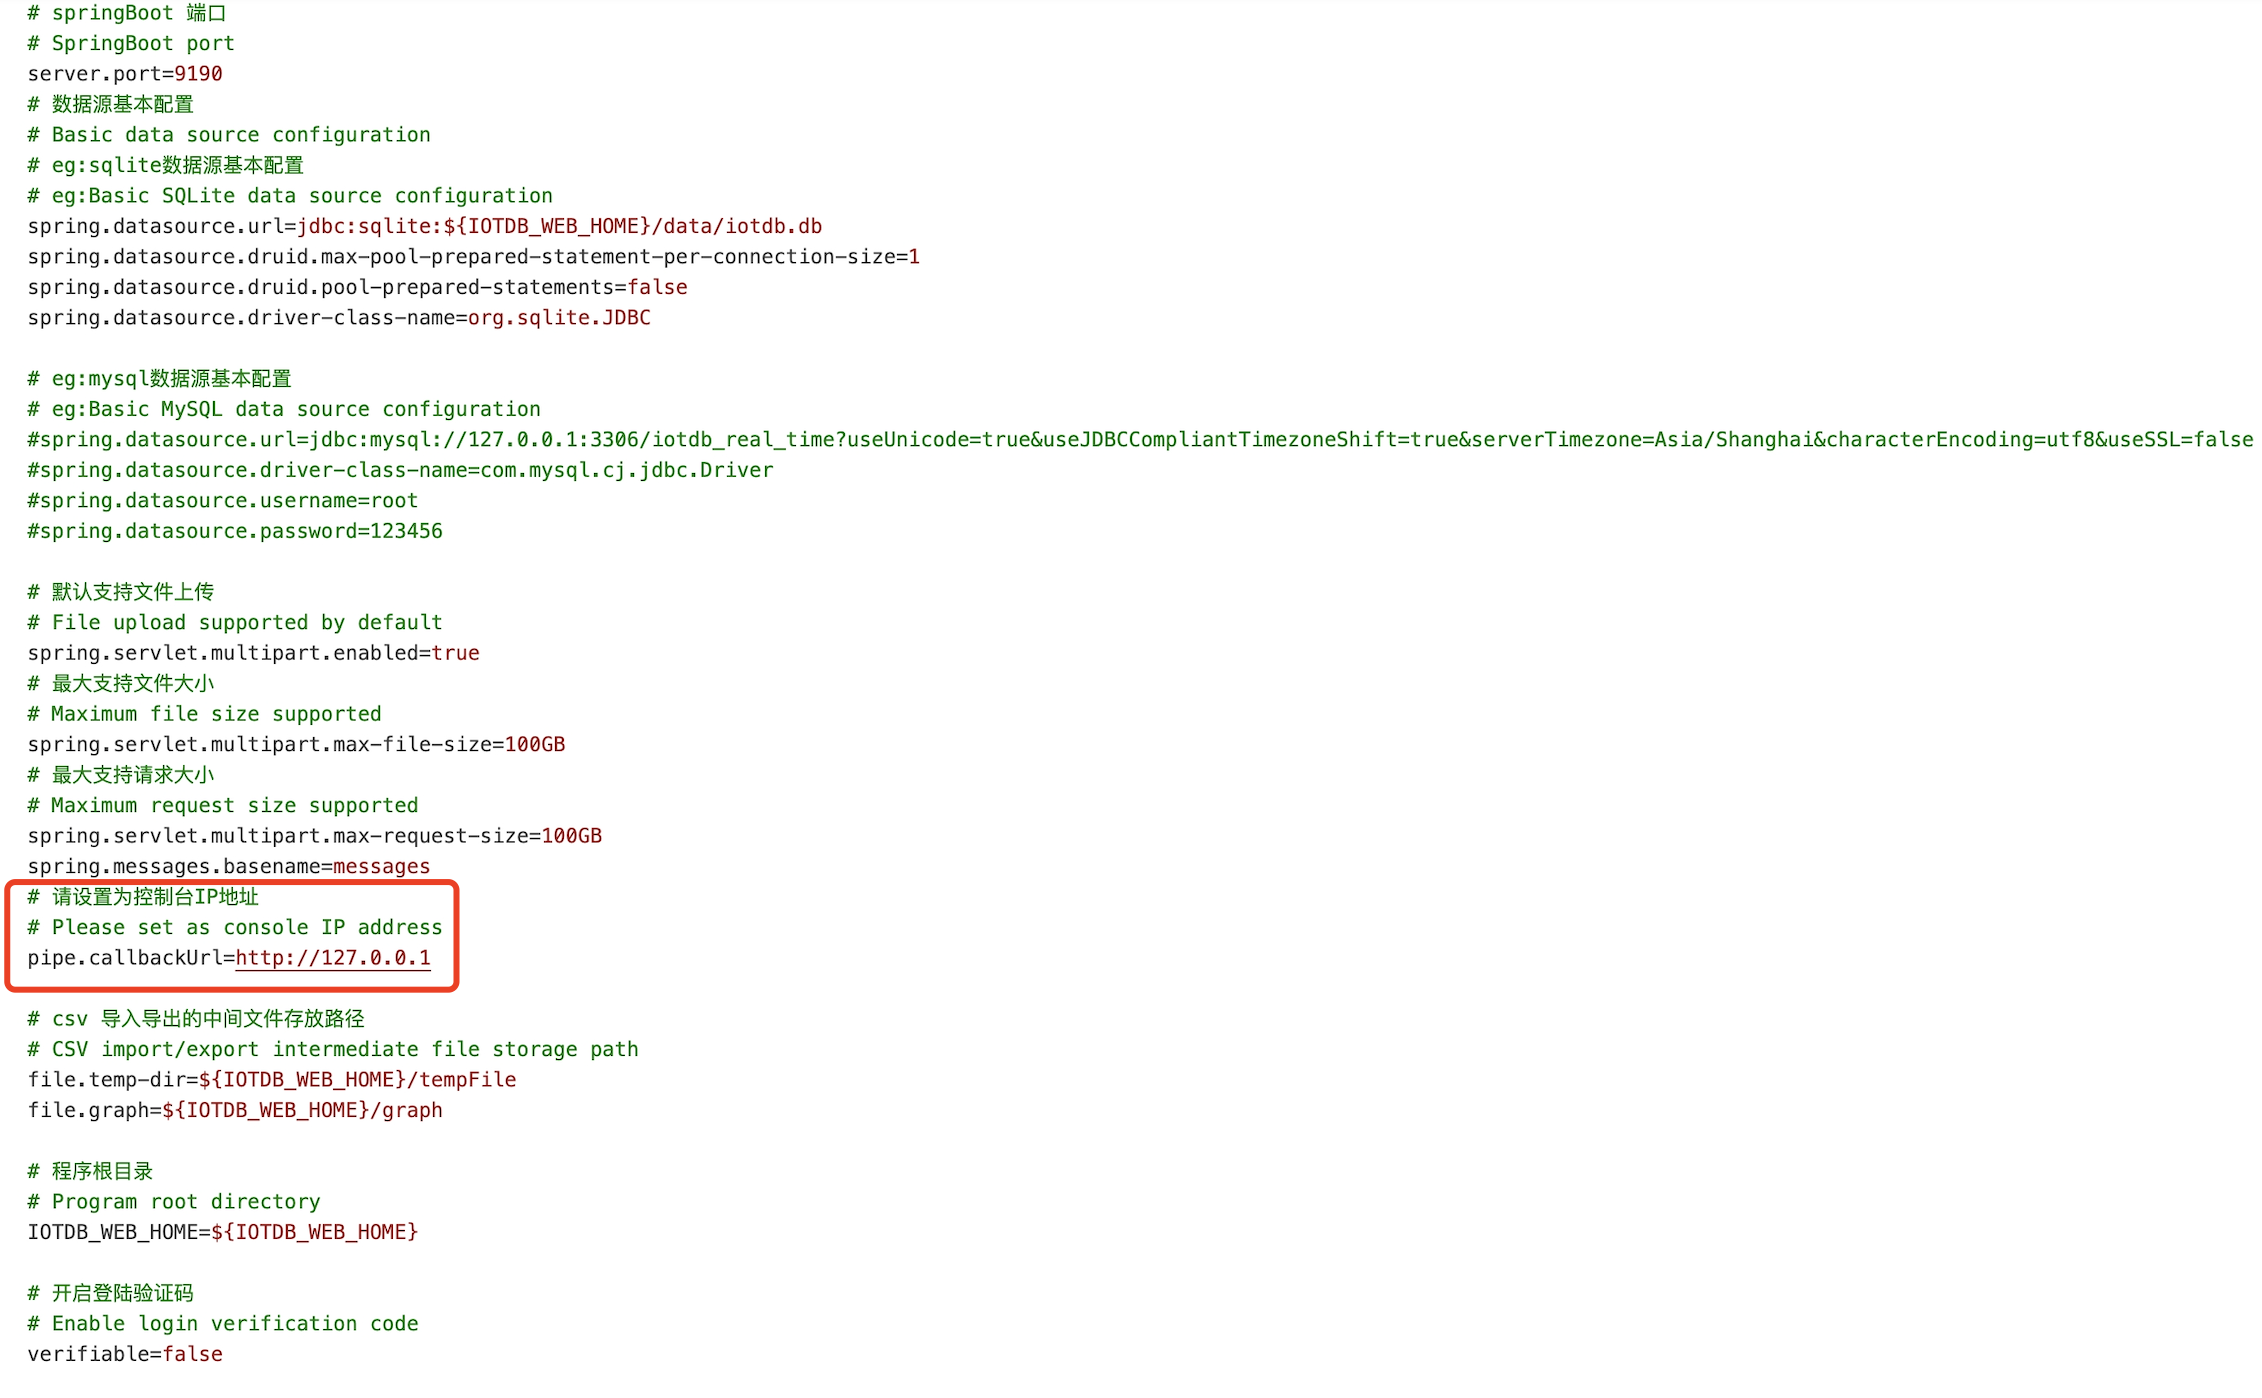 # springBoot 端口
# SpringBoot port
server.port=9190
# 数据源基本配置
# Basic data source configuration
# eg:sqlite数据源基本配置
# eg:Basic SQLite data source configuration
spring.datasource.url=jdbc:sqlite:${IOTDB_WEB_HOME}/data/iotdb.db
spring.datasource.druid.max-pool-prepared-statement-per-connection-size=1
spring.datasource.druid.pool-prepared-statements=false
spring.datasource.driver-class-name=org.sqlite.JDBC
# eg:mysql数据源基本配置
# eg:Basic MySQL data source configuration
#spring.datasource.url=jdbc:mysql://127.0.0.1:3306/iotdb_real_time?useUnicode=true&useJDBCCompliantTimezoneShift=true&serverTimezone=Asia/Shanghai&characterEncoding=utf8&useSSL=false
#spring.datasource.driver-class-name=com.mysql.cj.jdbc.Driver
#spring.datasource.username=root
#spring.datasource.password=123456
# 默认支持文件上传
# File upload supported by default
spring.servlet.multipart.enabled=true
# 最大支持文件大小
# Maximum file size supported
spring.servlet.multipart.max-file-size=100GB
# 最大支持请求大小
# Maximum request size supported
spring.servlet.multipart.max-request-size=100GB
spring.messages.basename=messages
# 请设置为控制台IP地址
# Please set as console IP address
pipe.callbackUrl=http://127.0.0.1
# csv 导入导出的中间文件存放路径
# CSV import/export intermediate file storage path
file.temp-dir=${IOTDB_WEB_HOME}/tempFile
file.graph=${IOTDB_WEB_HOME}/graph
# 程序根目录
# Program root directory
IOTDB_WEB_HOME=${IOTDB_WEB_HOME}
# 开启登陆验证码
# Enable login verification code
verifiable=false